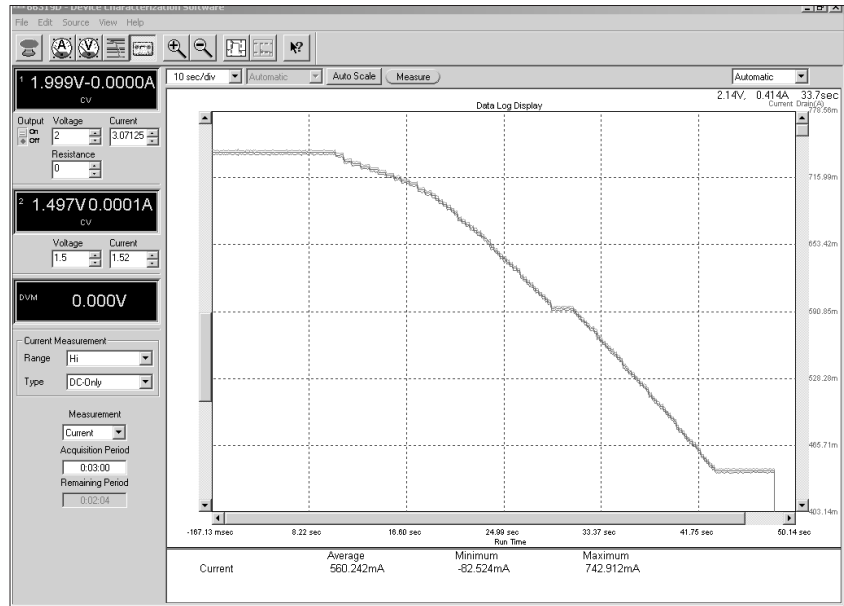 66319D - Device Characterization Software
File Edit Source View Help
10 sec/div Automatic Auto Scale Measure Automatic
1 1.999V-0.0000A
CV
Output Voltage Current
On
Off
2 3.07125
Resistance
0
2 1.497V 0.0001A
CV
Voltage Current
1.5 1.52
DVM 0.000V
Current Measurement
Range Hi
Type DC-Only
Measurement
Current
Acquisition Period
0:03:00
Remaining Period
0:02:04
2.14V, 0.414A 33.7sec
Data Log Display
Current Drain(A)
778.56m
715.99m
653.42m
590.85m
528.28m
465.71m
403.14m
-167.13 msec 8.22 sec 16.60 sec 24.99 sec 33.37 sec 41.75 sec 50.14 sec
Run Time
Average Minimum Maximum
Current 560.242mA -82.524mA 742.912mA